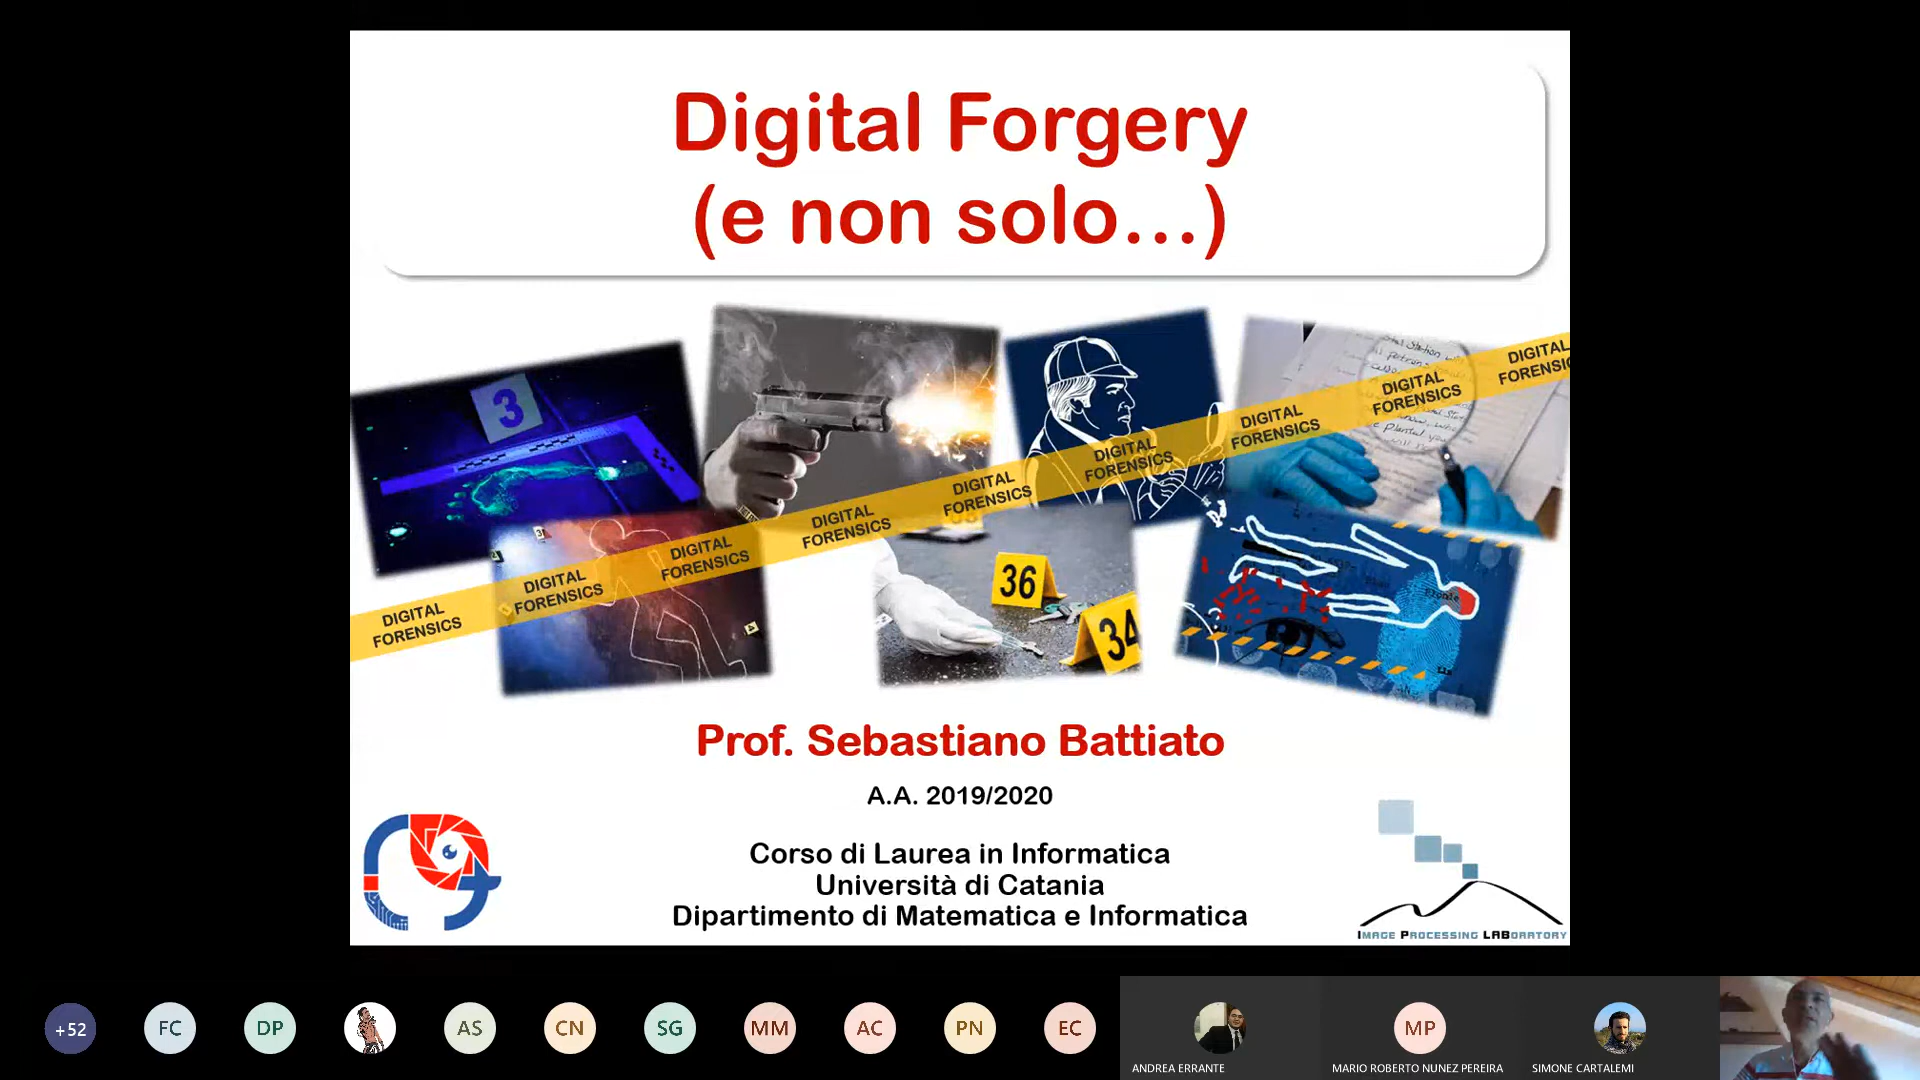 Digital Forgery
(e non solo...)
3
DIGITAL
FORENSICS
DIGITAL
FORENSICS
DIGITAL
FORENSICS
DIGITAL
FORENSICS
DIGITAL
FORENSICS
DIGITAL
FORENSICS
DIGITAL
FORENSICS
DIGITAL
FORENSICS
DIGITAL
36
34
Prof. Sebastiano Battiato
A.A. 2019/2020
Corso di Laurea in Informatica
Università di Catania
Dipartimento di Matematica e Informatica
IMAGE PROCESSING LABORATORY
+52
FC
DP
AS
CN
SG
MM
AC
PN
EC
MP
ANDREA ERRANTE
MARIO ROBERTO NUNEZ PEREIRA
SIMONE CARTALEMI